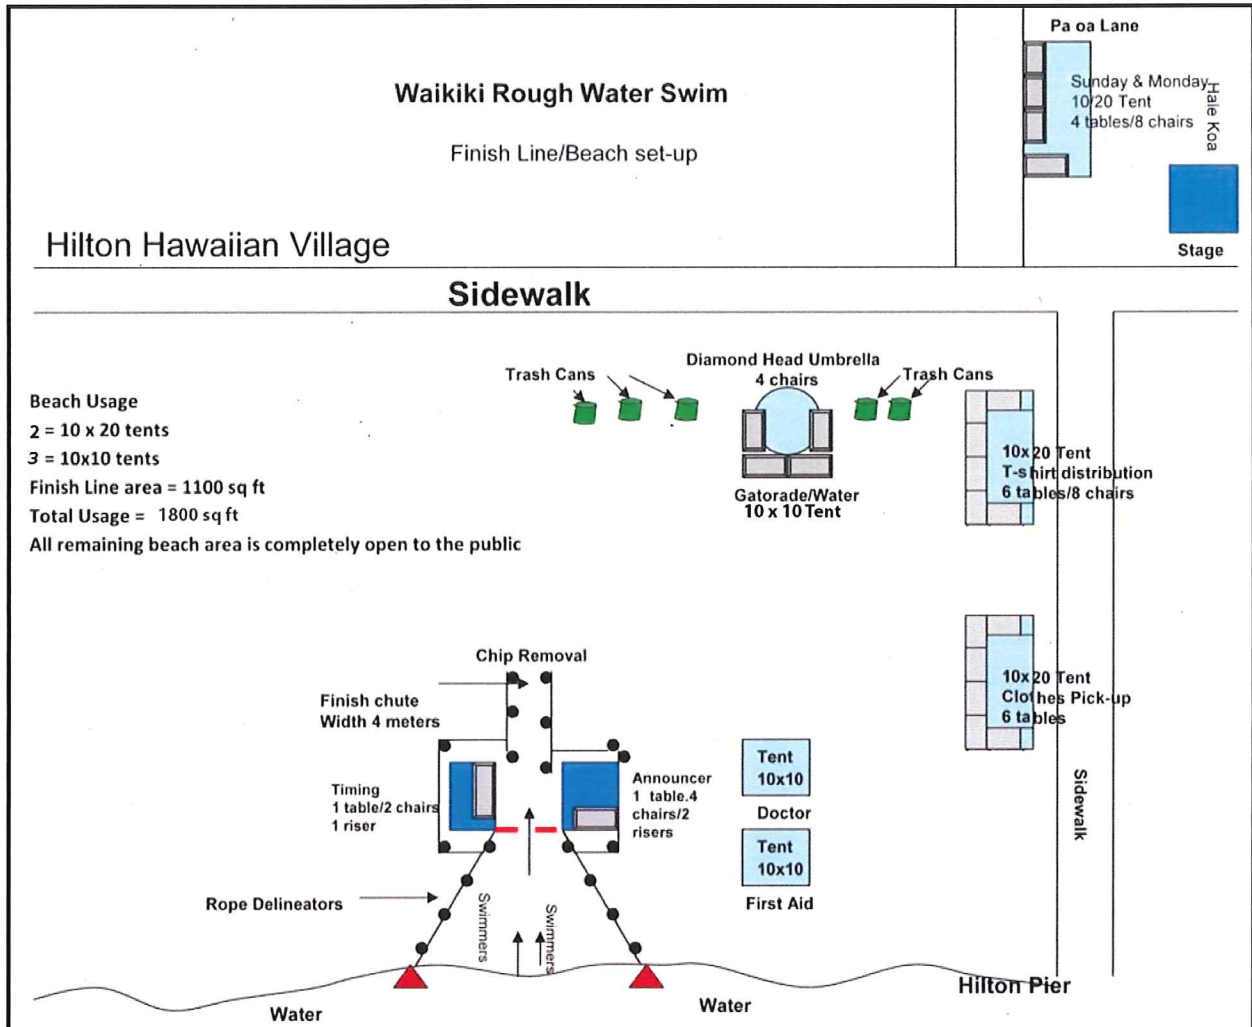 Pa oa Lane
Waikiki Rough Water Swim
Finish Line/Beach set-up
Sunday & Monday
10/20 Tent
4 tables/8 chairs
Hale Koa
Hilton Hawaiian Village
Stage
Sidewalk
Diamond Head Umbrella
4 chairs
Trash Cans
Trash Cans
Beach Usage
2 = 10 x 20 tents
3 = 10x10 tents
Finish Line area = 1100 sq ft
Total Usage = 1800 sq ft
All remaining beach area is completely open to the public
Gatorade/Water
10 x 10 Tent
10x20 Tent
T-shirt distribution
6 tables/8 chairs
Chip Removal
Finish chute
Width 4 meters
10x20 Tent
Clothes Pick-up
6 tables
Timing
1 table/2 chairs
1 riser
Announcer
1 table.4
chairs/2
risers
Tent
10x10
Doctor
Tent
10x10
First Aid
Sidewalk
Rope Delineators
Swimmers
Swimmers
Hilton Pier
Water
Water